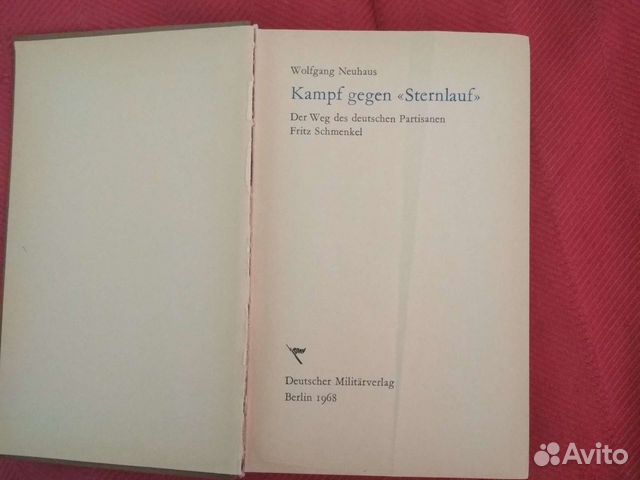 Wolfgang Neuhaus
Kampf gegen «Sternlauf»
Der Weg des deutschen Partisanen
Fritz Schmenkel
Deutscher Militärverlag
Berlin 1968
Avito